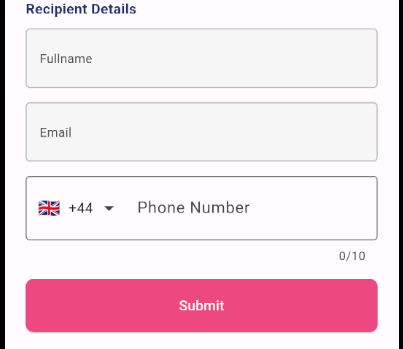 Recipient Details
Fullname
Email
+44 Phone Number
0/10
Submit